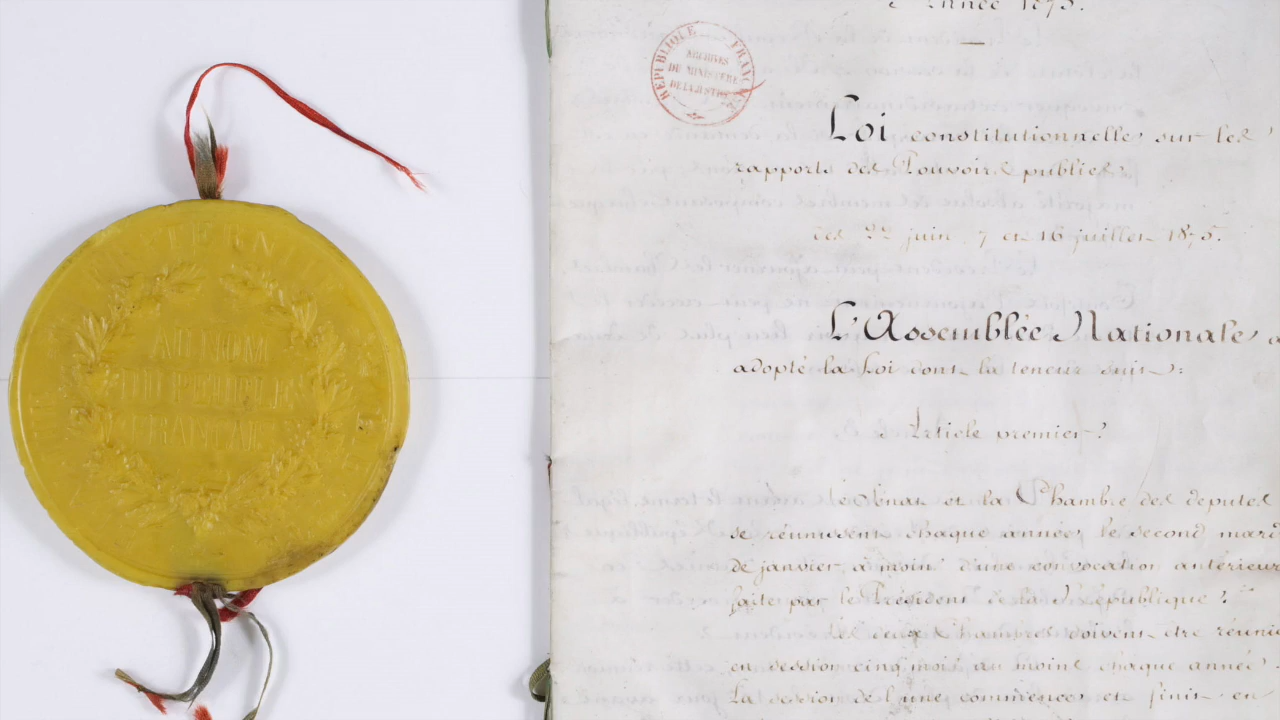 AU NOM
DU PEUPLE
FRANÇAIS
Année 1875.
RÉPUBLIQUE FRANÇAISE
ARCHIVES
DU MINISTÈRE
DE LA JUSTICE
Loi constitutionnelle sur les
rapports des Pouvoirs publics
des 22 juin, 7 et 16 juillet 1875.
L'Assemblée Nationale a
adopté la Loi dont la teneur suit :
Article premier.
Le Sénat et la Chambre des députés
se réunissent chaque année, le second mardi
de janvier, à moins d'une convocation antérieure
faite par le Président de la République.
Les deux Chambres doivent être réunies
en session cinq mois au moins chaque année.
La session de l'une commence et finit en